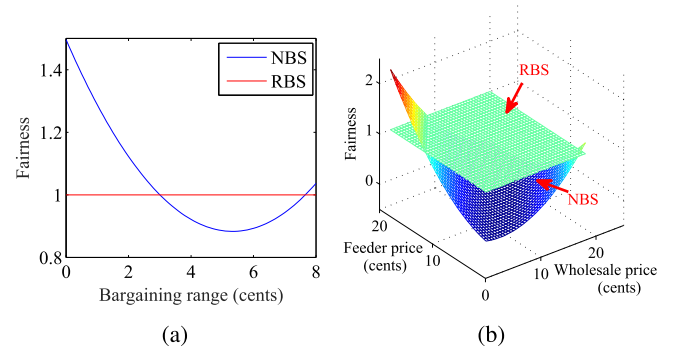 NBS
RBS
1.4
1.2
1
0.8
Fairness
0
2
4
6
8
Bargaining range (cents)
(a)
RBS
NBS
2
1
0
Fairness
20
10
0
Feeder price
(cents)
10
20
Wholesale price
(cents)
(b)